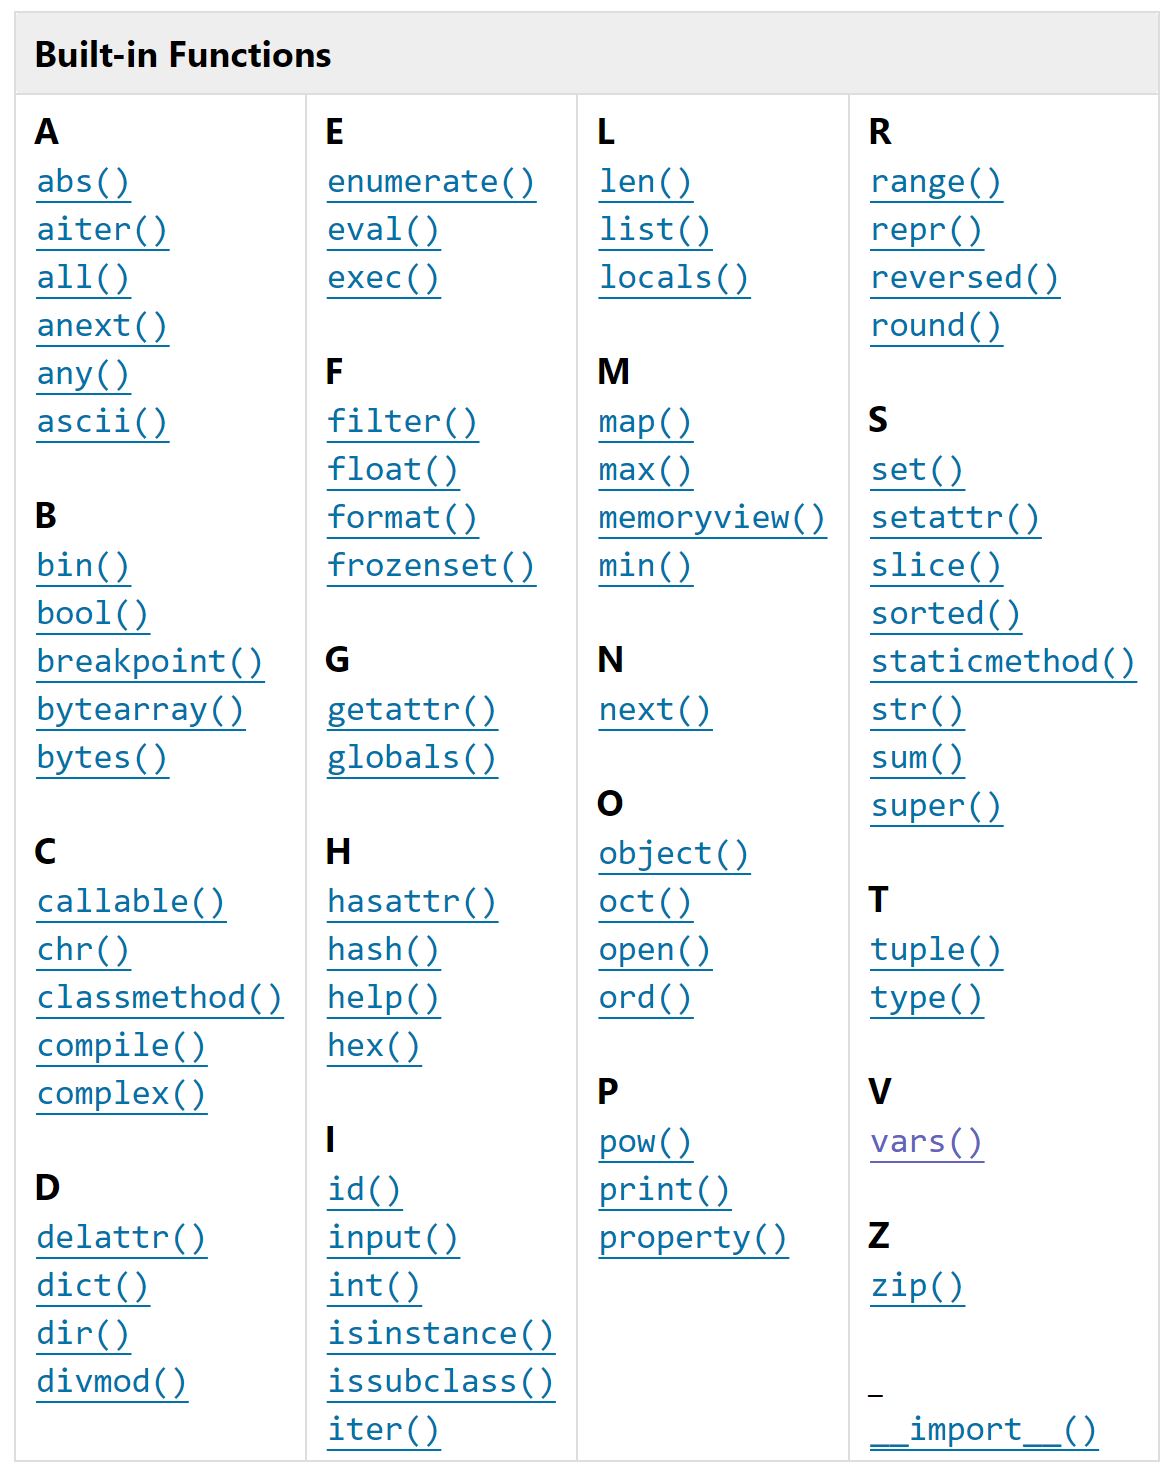 Built-in Functions
A
abs()
aiter()
all()
anext()
any()
ascii()
B
bin()
bool()
breakpoint()
bytearray()
bytes()
C
callable()
chr()
classmethod()
compile()
complex()
D
delattr()
dict()
dir()
divmod()
E
enumerate()
eval()
exec()
F
filter()
float()
format()
frozenset()
G
getattr()
globals()
H
hasattr()
hash()
help()
hex()
I
id()
input()
int()
isinstance()
issubclass()
iter()
L
len()
list()
locals()
M
map()
max()
memoryview()
min()
N
next()
O
object()
oct()
open()
ord()
P
pow()
print()
property()
R
range()
repr()
reversed()
round()
S
set()
setattr()
slice()
sorted()
staticmethod()
str()
sum()
super()
T
tuple()
type()
V
vars()
Z
zip()
_
__import__()